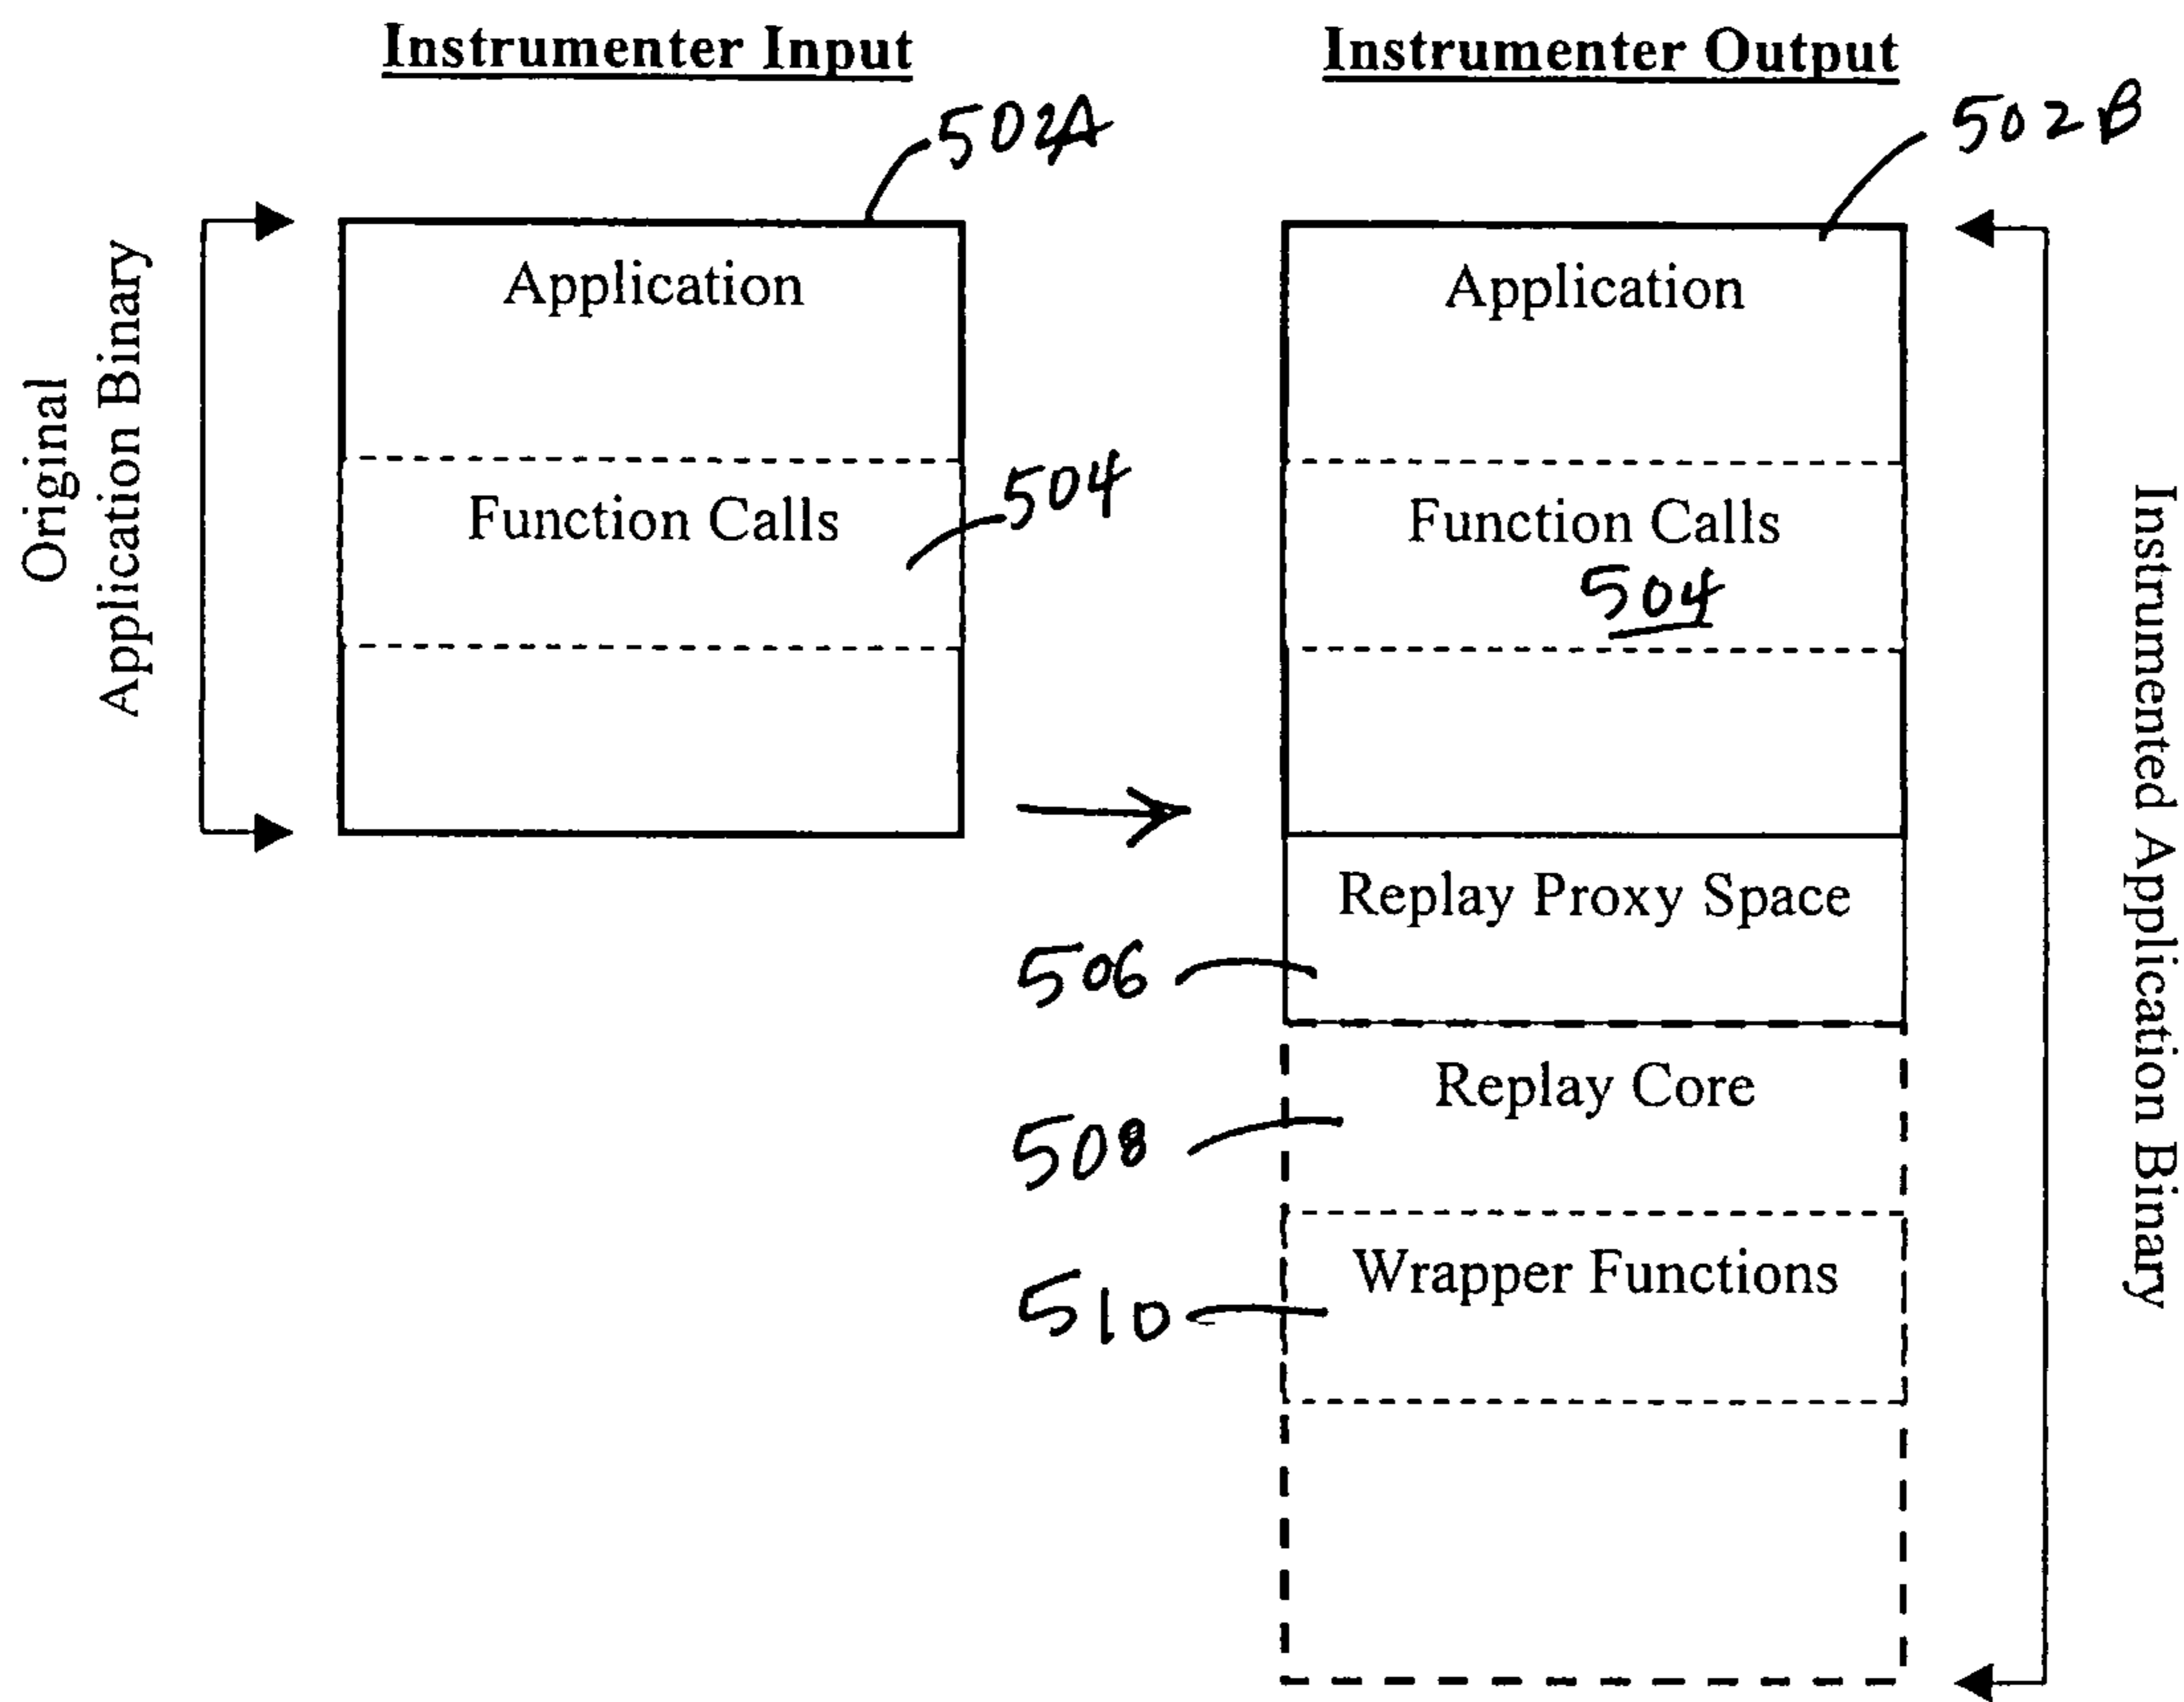 Instrumenter Input
502A
Original
Application Binary
Application
Function Calls
504
Instrumenter Output
502B
Application
Function Calls
504
Replay Proxy Space
506
Replay Core
508
Wrapper Functions
510
Instrumented Application Binary